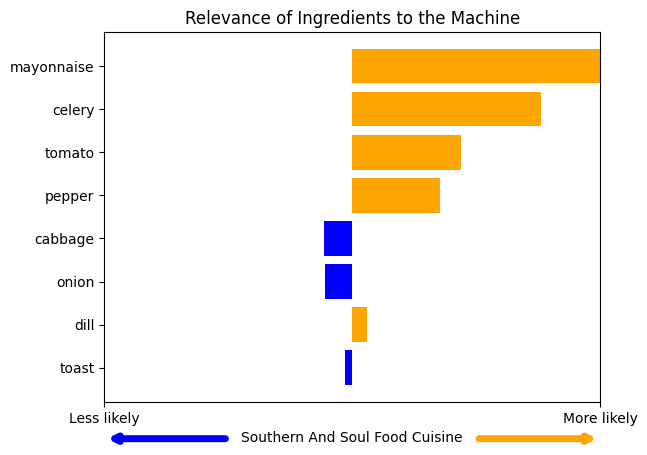 Relevance of Ingredients to the Machine
mayonnaise
celery
tomato
pepper
cabbage
onion
dill
toast
Less likely
More likely
Southern And Soul Food Cuisine